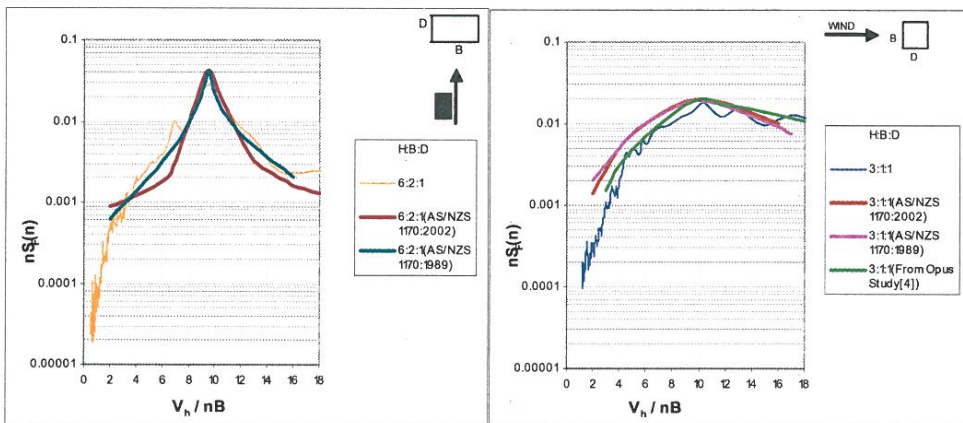 D
B
0.1
0.01
0.001
0.0001
0.00001
nSF(n)
0 2 4 6 8 10 12 14 16 18
Vh / nB
H:B:D
6:2:1
6:2:1(AS/NZS
1170:2002)
6:2:1(AS/NZS
1170:1989)
WIND
B
D
0.1
0.01
0.001
0.0001
0.00001
nSF(n)
0 2 4 6 8 10 12 14 16 18
Vh / nB
H:B:D
3:1:1
3:1:1(AS/NZS
1170:2002)
3:1:1(AS/NZS
1170:1989)
3:1:1(From Opus
Study[4])